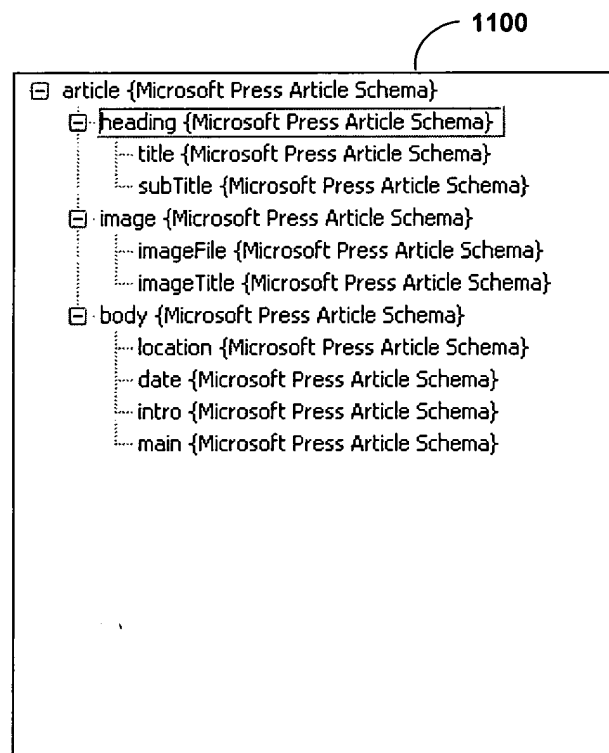 1100
article {Microsoft Press Article Schema}
heading {Microsoft Press Article Schema}
title {Microsoft Press Article Schema}
subTitle {Microsoft Press Article Schema}
image {Microsoft Press Article Schema}
imageFile {Microsoft Press Article Schema}
imageTitle {Microsoft Press Article Schema}
body {Microsoft Press Article Schema}
location {Microsoft Press Article Schema}
date {Microsoft Press Article Schema}
intro {Microsoft Press Article Schema}
main {Microsoft Press Article Schema}